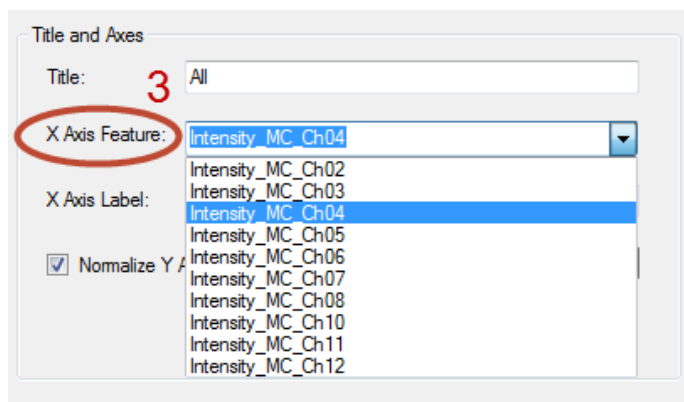 Title and Axes
Title:
3
All
X Axis Feature:
Intensity_MC_Ch04
Intensity_MC_Ch02
Intensity_MC_Ch03
X Axis Label:
Intensity_MC_Ch04
Intensity_MC_Ch05
Normalize Y
Intensity_MC_Ch06
Intensity_MC_Ch07
Intensity_MC_Ch08
Intensity_MC_Ch10
Intensity_MC_Ch11
Intensity_MC_Ch12